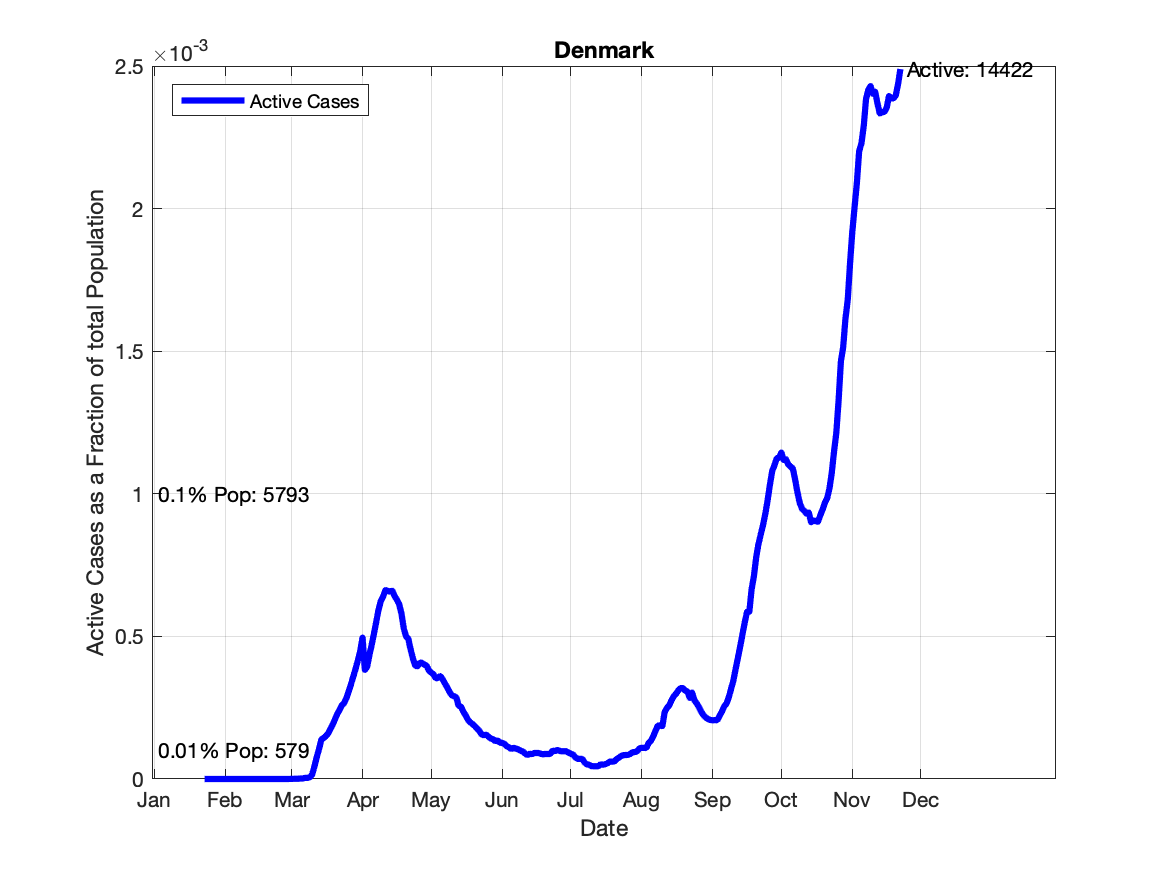 Denmark
×10-3
2.5
Active: 14422
Active Cases
2
1.5
1
0.1% Pop: 5793
0.5
0.01% Pop: 579
0
Active Cases as a Fraction of total Population
Jan Feb Mar Apr May Jun Jul Aug Sep Oct Nov Dec
Date